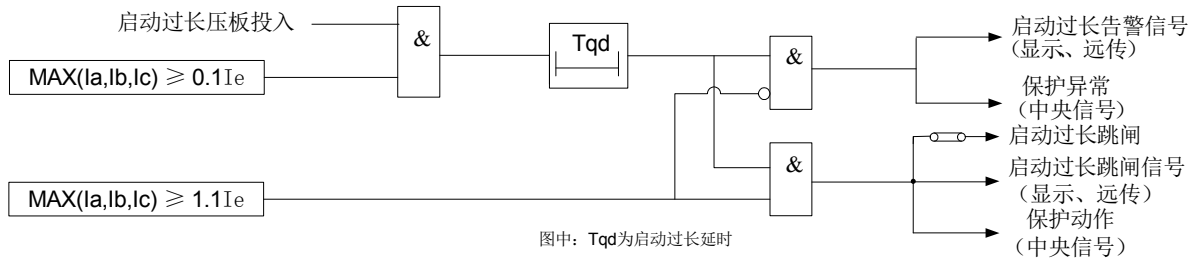 启动过长压板投入
&
Tqd
&
启动过长告警信号
(显示、远传)
MAX(Ia,Ib,Ic) ≥ 0.1Ie
保护异常
(中央信号)
启动过长跳闸
&
启动过长跳闸信号
(显示、远传)
MAX(Ia,Ib,Ic) ≥ 1.1Ie
保护动作
(中央信号)
图中：Tqd为启动过长延时